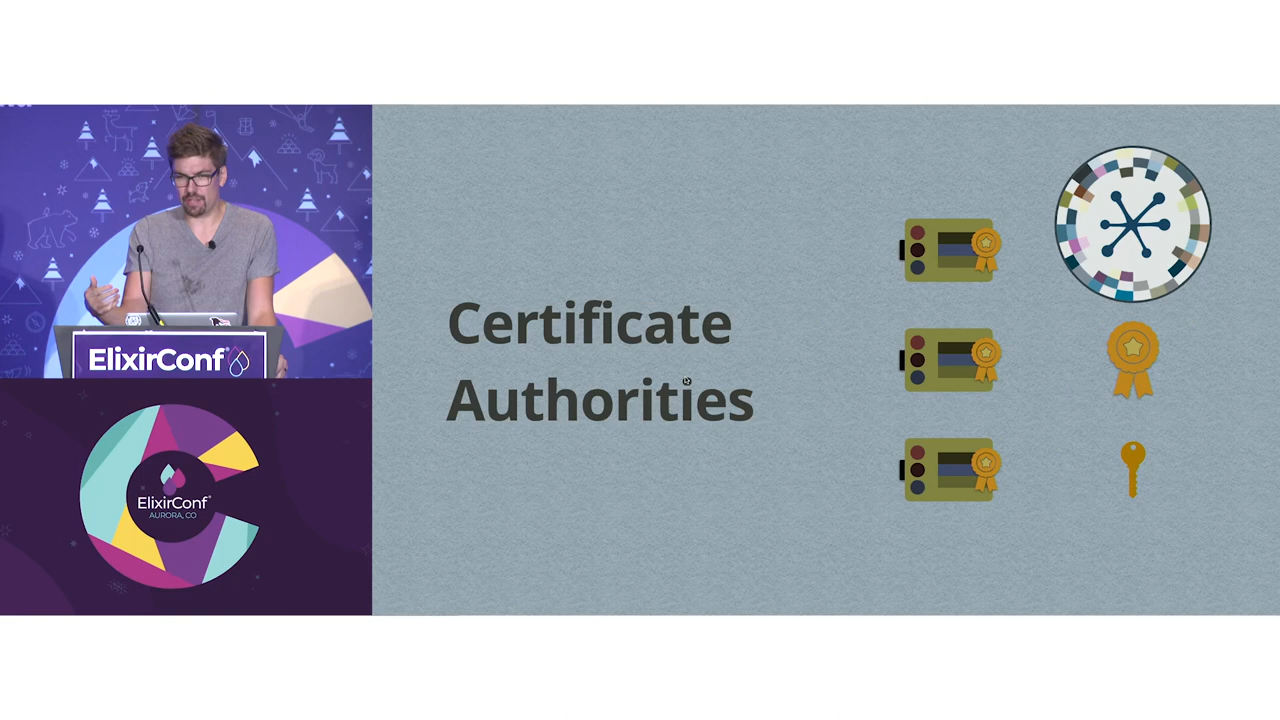 ElixirConf
ElixirConf
AURORA, CO
Certificate
Authorities